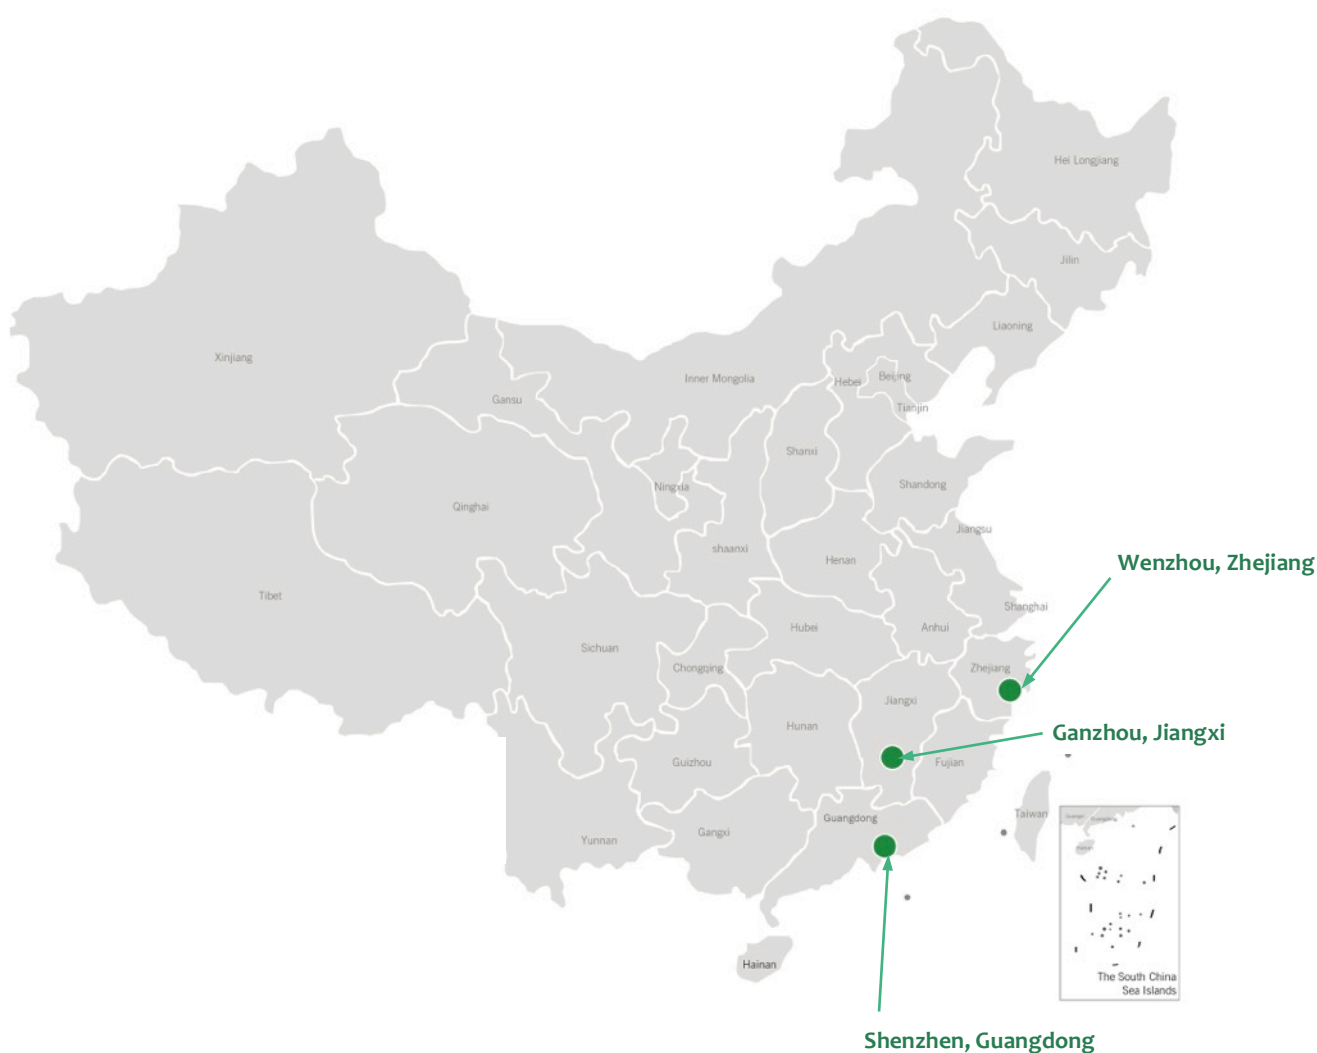 Hei Longjiang
Jilin
Liaoning
Xinjiang
Inner Mongolia
Hebei
Beijing
Gansu
Tianjin
Shanxi
Shandong
Ningxia
Qinghai
Jiangsu
shaanxi
Henan
Wenzhou, Zhejiang
Tibet
Shanghai
Hubei
Anhui
Sichuan
Chongqing
Zhejiang
Jiangxi
Hunan
Ganzhou, Jiangxi
Guizhou
Fujian
Taiwan
Guangdong
Gangxi
Yunnan
Hainan
The South China
Sea Islands
Shenzhen, Guangdong